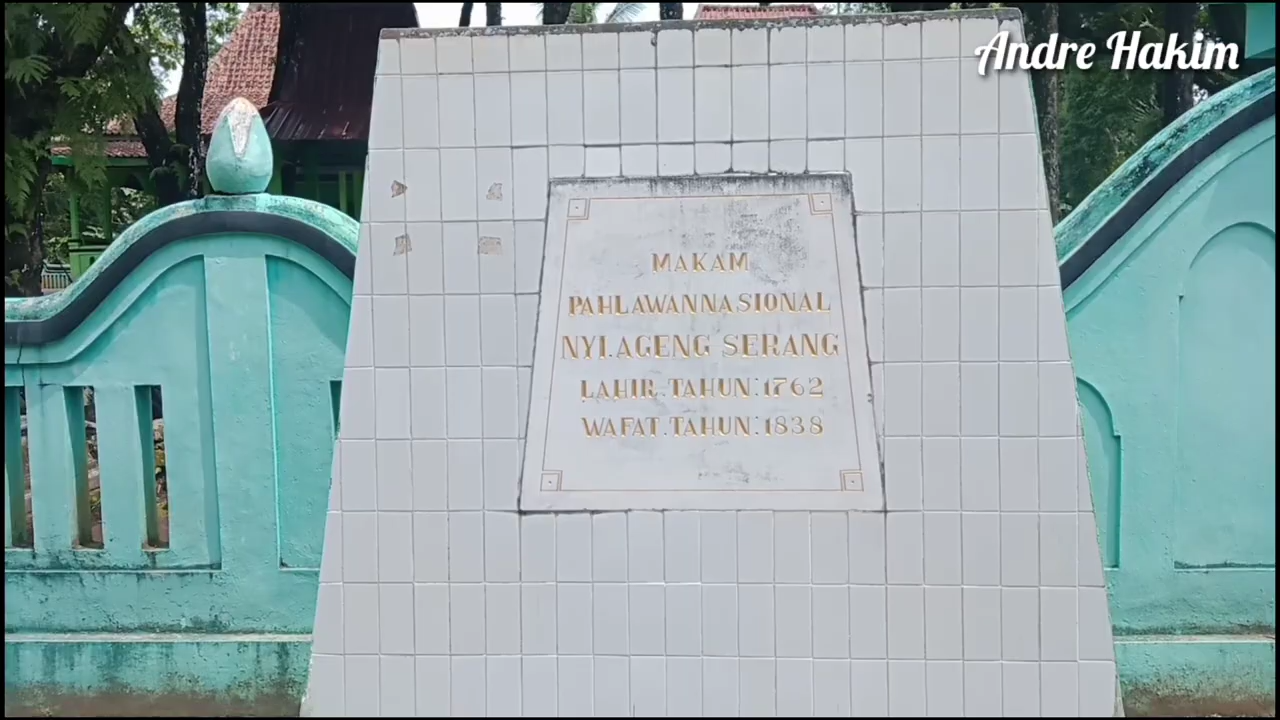 Andre Hakim
MAKAM
PAHLAWANNASIONAL
NYI.AGENG SERANG
LAHIR.TAHUN:1762
WAFAT.TAHUN:1838